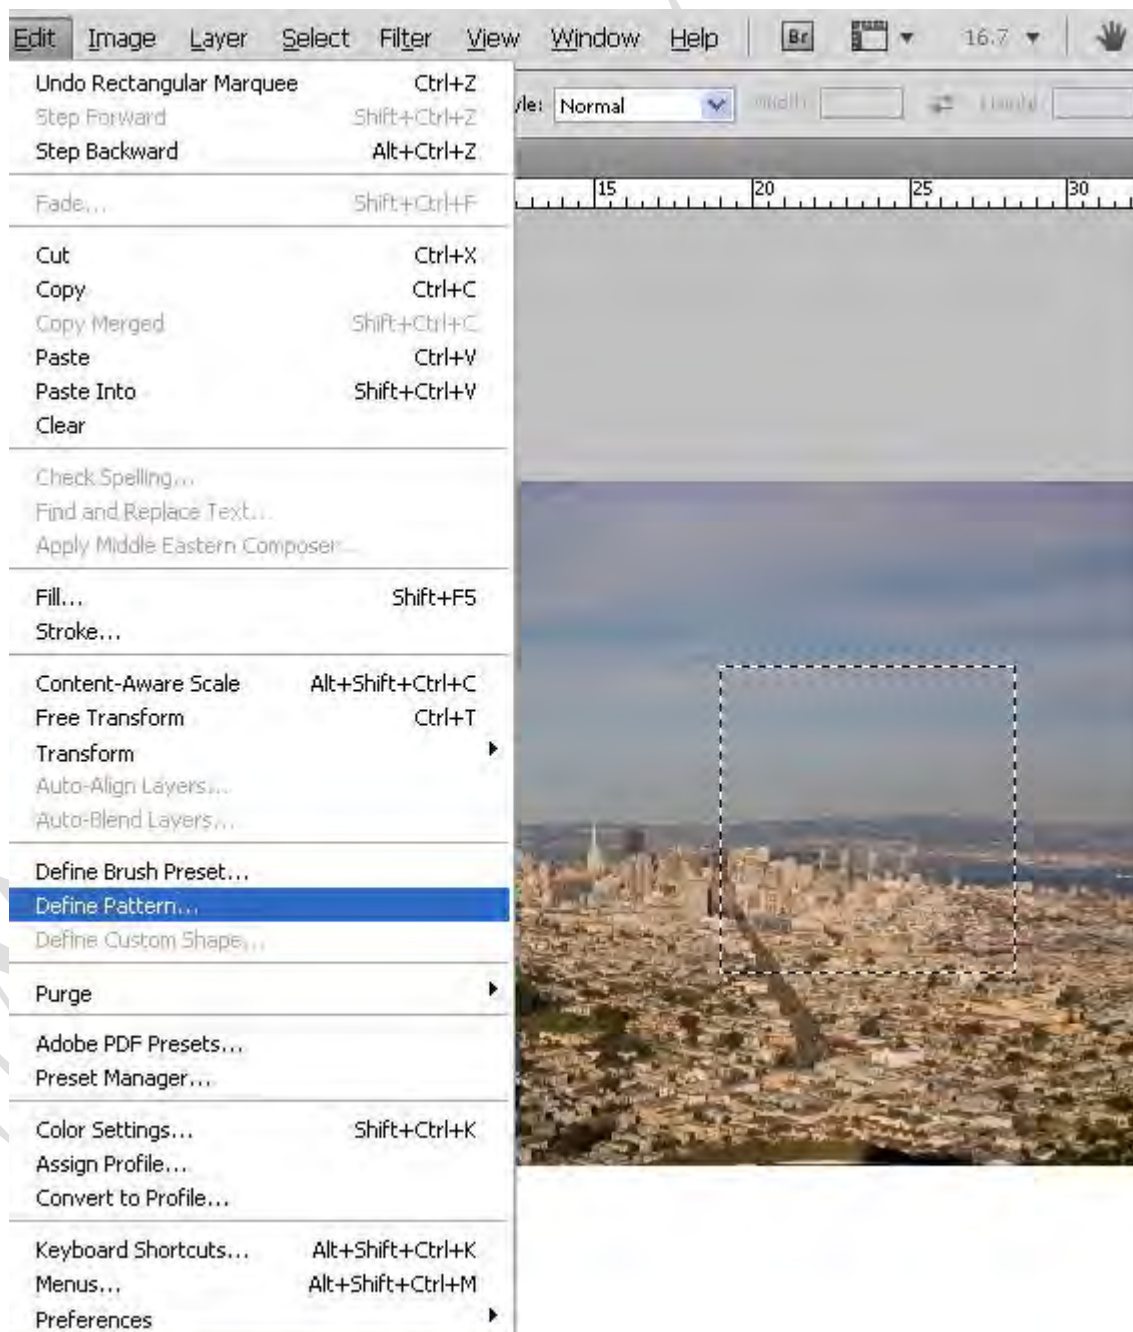 Edit Image Layer Select Filter View Window Help Br 16.7
Undo Rectangular Marquee Ctrl+Z
Step Forward Shift+Ctrl+Z
Step Backward Alt+Ctrl+Z
Fade... Shift+Ctrl+F
Cut Ctrl+X
Copy Ctrl+C
Copy Merged Shift+Ctrl+C
Paste Ctrl+V
Paste Into Shift+Ctrl+V
Clear
Check Spelling...
Find and Replace Text...
Apply Middle Eastern Composer...
Fill... Shift+F5
Stroke...
Content-Aware Scale Alt+Shift+Ctrl+C
Free Transform Ctrl+T
Transform
Auto-Align Layers...
Auto-Blend Layers...
Define Brush Preset...
Define Pattern...
Define Custom Shape...
Purge
Adobe PDF Presets...
Preset Manager...
Color Settings... Shift+Ctrl+K
Assign Profile...
Convert to Profile...
Keyboard Shortcuts... Alt+Shift+Ctrl+K
Menus... Alt+Shift+Ctrl+M
Preferences
yle: Normal
15 20 25 30